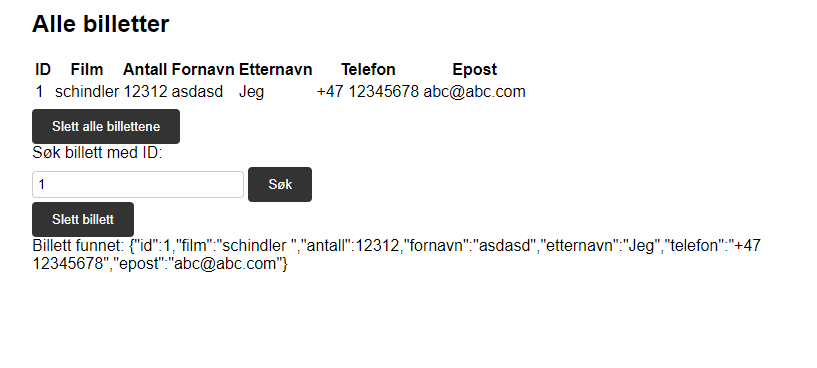 Alle billetter
ID Film Antall Fornavn Etternavn Telefon Epost
1 schindler 12312 asdasd Jeg +47 12345678 abc@abc.com
Slett alle billettene
Søk billett med ID:
1 Søk
Slett billett
Billett funnet: {"id":1,"film":"schindler ","antall":12312,"fornavn":"asdasd","etternavn":"Jeg","telefon":"+47
12345678","epost":"abc@abc.com"}